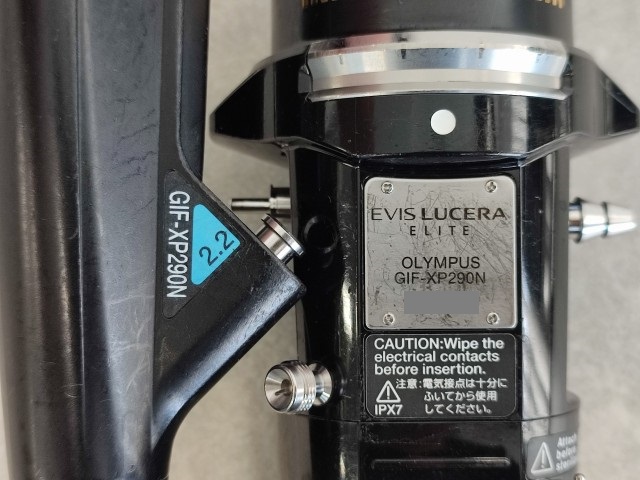 GIF-XP290N
2.2
EVIS LUCERA
ELITE
OLYMPUS
GIF-XP290N
CAUTION:Wipe the
electrical contacts
before insertion.
注意:電気接点は十分に
ふいてから使用
してください。
IPX7
Attach
before